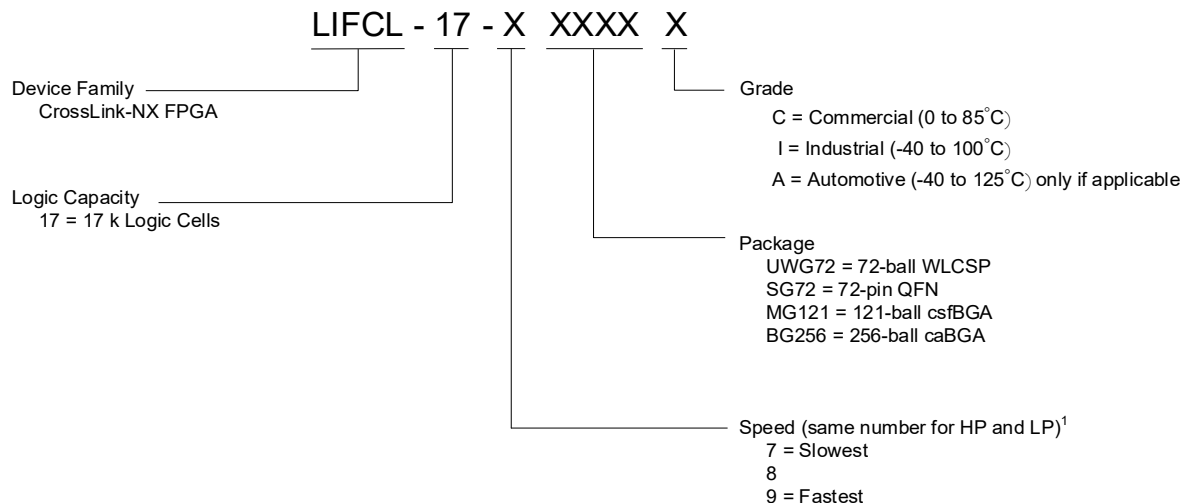 LIFCL - 17 - X XXXX X
Device Family
CrossLink-NX FPGA
Logic Capacity
17 = 17 k Logic Cells
Grade
C = Commercial (0 to 85°C)
I = Industrial (-40 to 100°C)
A = Automotive (-40 to 125°C) only if applicable
Package
UWG72 = 72-ball WLCSP
SG72 = 72-pin QFN
MG121 = 121-ball csfBGA
BG256 = 256-ball caBGA
Speed (same number for HP and LP)¹
7 = Slowest
8
9 = Fastest